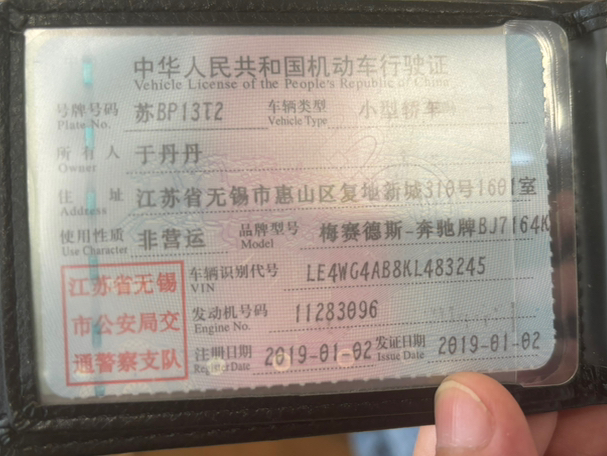 中华人民共和国机动车行驶证
Vehicle License of the People's Republic of China
号牌号码 Plate No. 苏BP13T2 车辆类型 Vehicle Type 小型轿车
所有人 Owner 于丹丹
住址 Address 江苏省无锡市惠山区复地新城310号1601室
使用性质 Use Character 非营运 品牌型号 Model 梅赛德斯-奔驰牌BJ7164K
江苏省无锡
市公安局交
通警察支队
车辆识别代号 VIN LE4WG4AB8KL483245
发动机号码 Engine No. 11283096
注册日期 Register Date 2019-01-02 发证日期 Issue Date 2019-01-02